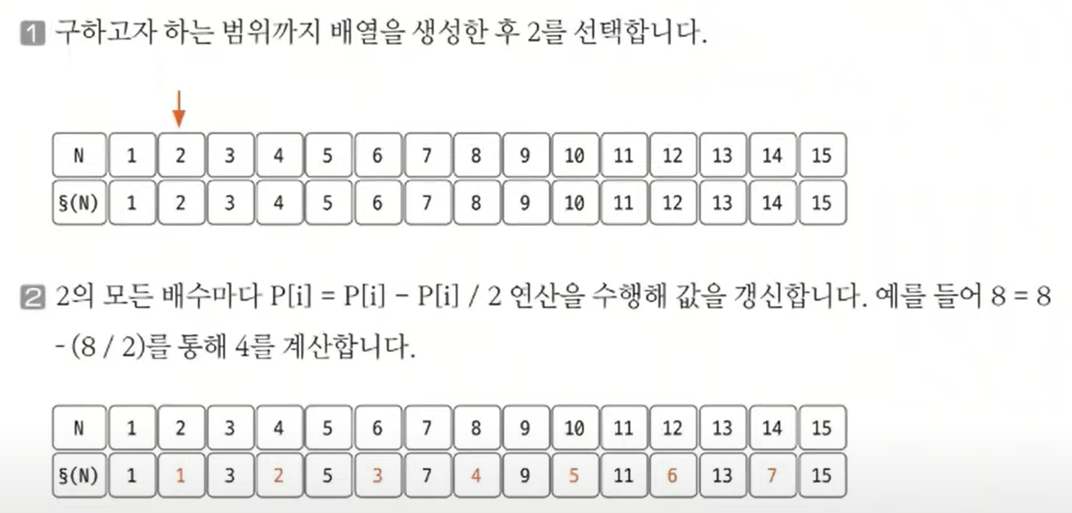 1 구하고자 하는 범위까지 배열을 생성한 후 2를 선택합니다.
N 1 2 3 4 5 6 7 8 9 10 11 12 13 14 15
§(N) 1 2 3 4 5 6 7 8 9 10 11 12 13 14 15
2 2의 모든 배수마다 P[i] = P[i] - P[i] / 2 연산을 수행해 값을 갱신합니다. 예를 들어 8 = 8
- (8 / 2)를 통해 4를 계산합니다.
N 1 2 3 4 5 6 7 8 9 10 11 12 13 14 15
§(N) 1 1 3 2 5 3 7 4 9 5 11 6 13 7 15